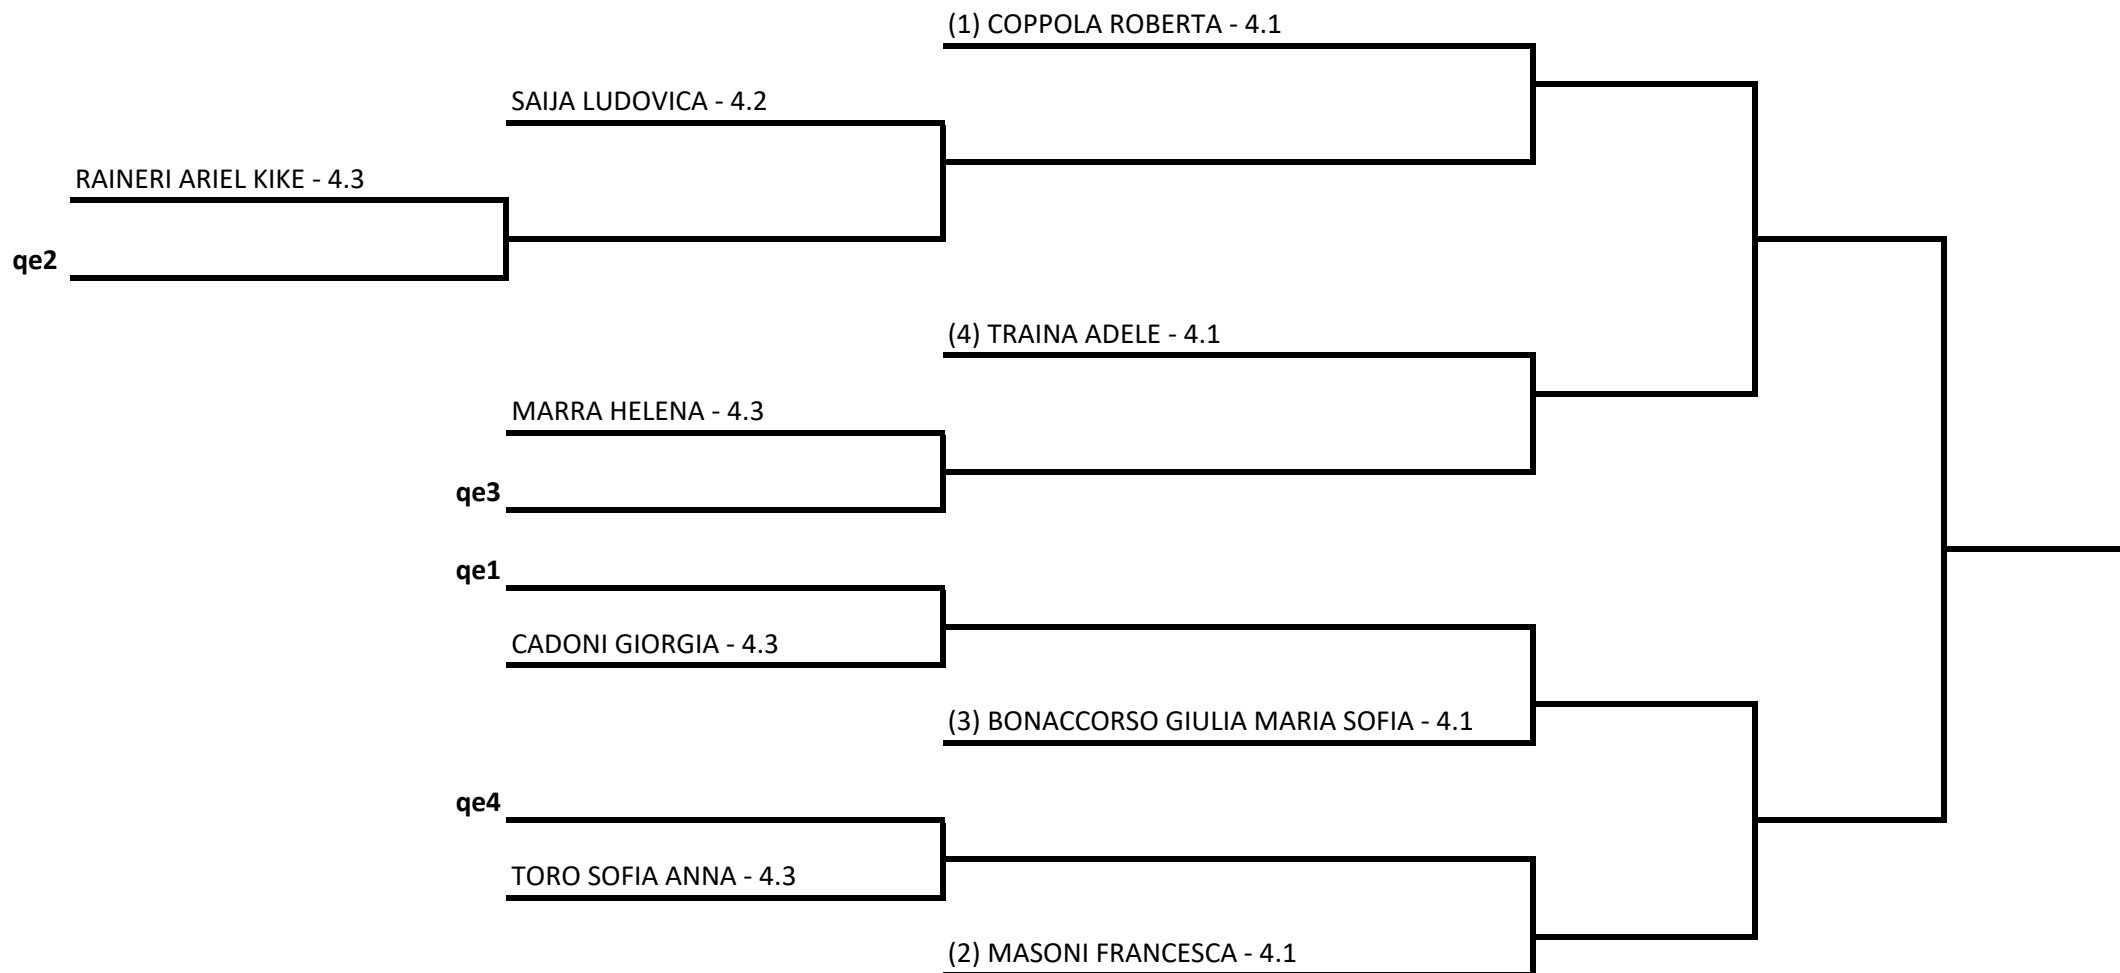 (1) COPPOLA ROBERTA - 4.1
SAIJA LUDOVICA - 4.2
RAINERI ARIEL KIKE - 4.3
qe2
(4) TRAINA ADELE - 4.1
MARRA HELENA - 4.3
qe3
qe1
CADONI GIORGIA - 4.3
(3) BONACCORSO GIULIA MARIA SOFIA - 4.1
qe4
TORO SOFIA ANNA - 4.3
(2) MASONI FRANCESCA - 4.1